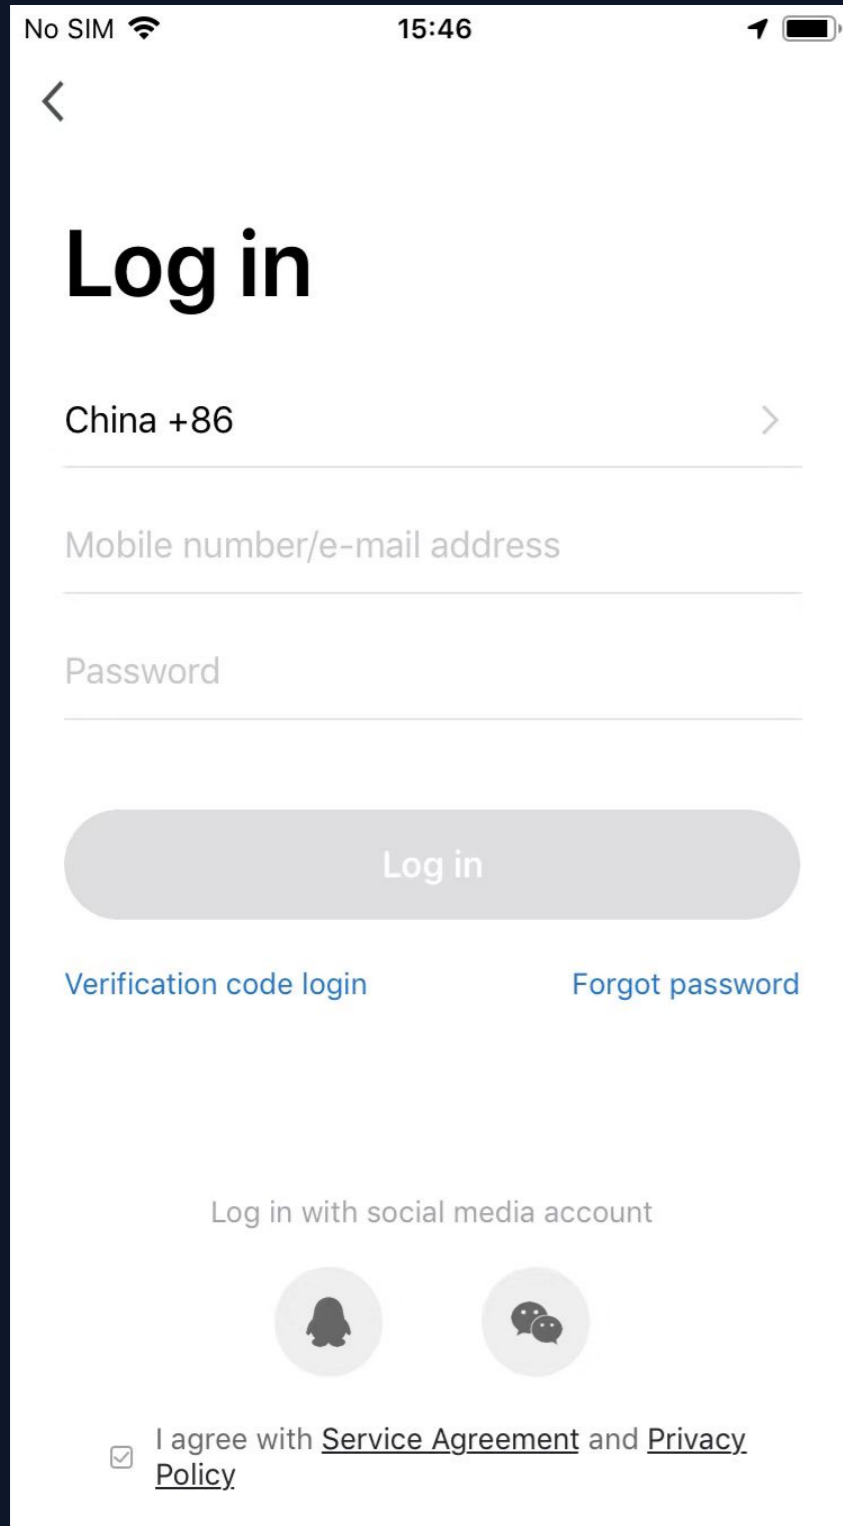 No SIM 15:46
Log in
China +86
Mobile number/e-mail address
Password
Log in
Verification code login Forgot password
Log in with social media account
I agree with Service Agreement and Privacy
Policy